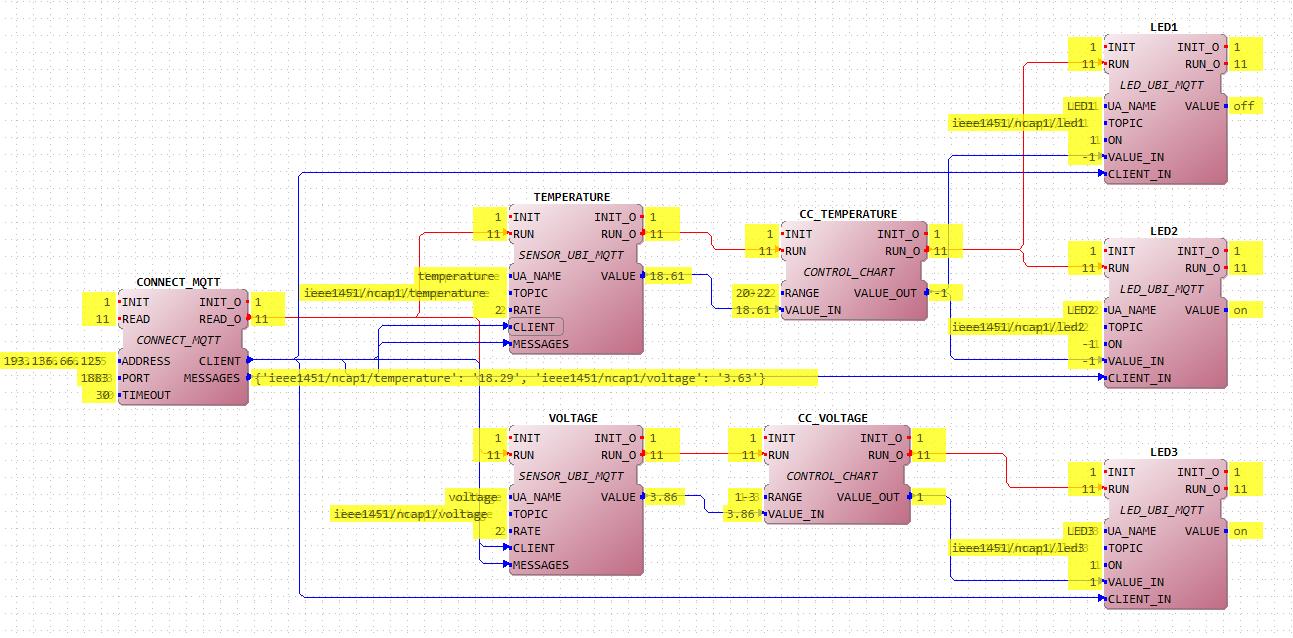 CONNECT_MQTT
1 INIT INIT_O 1
11 READ READ_O 11
CONNECT_MQTT
193.136.66.125 ADDRESS CLIENT
1883 PORT MESSAGES {'ieee1451/ncap1/temperature': '18.29', 'ieee1451/ncap1/voltage': '3.63'}
30 TIMEOUT
TEMPERATURE
1 INIT INIT_O 1
11 RUN RUN_O 11
SENSOR_UBI_MQTT
temperature UA_NAME VALUE 18.61
ieee1451/ncap1/temperature TOPIC
2 RATE
CLIENT
MESSAGES
CC_TEMPERATURE
1 INIT INIT_O 1
11 RUN RUN_O 11
CONTROL_CHART
20-22 RANGE VALUE_OUT -1
18.61 VALUE_IN
VOLTAGE
1 INIT INIT_O 1
11 RUN RUN_O 11
SENSOR_UBI_MQTT
voltage UA_NAME VALUE 3.86
ieee1451/ncap1/voltage TOPIC
2 RATE
CLIENT
MESSAGES
CC_VOLTAGE
1 INIT INIT_O 1
11 RUN RUN_O 11
CONTROL_CHART
1-3 RANGE VALUE_OUT 1
3.86 VALUE_IN
LED1
1 INIT INIT_O 1
11 RUN RUN_O 11
LED_UBI_MQTT
LED1 UA_NAME VALUE off
ieee1451/ncap1/led1 TOPIC
1 ON
-1 VALUE_IN
CLIENT_IN
LED2
1 INIT INIT_O 1
11 RUN RUN_O 11
LED_UBI_MQTT
LED2 UA_NAME VALUE on
ieee1451/ncap1/led2 TOPIC
-1 ON
-1 VALUE_IN
CLIENT_IN
LED3
1 INIT INIT_O 1
11 RUN RUN_O 11
LED_UBI_MQTT
LED3 UA_NAME VALUE on
ieee1451/ncap1/led3 TOPIC
1 ON
1 VALUE_IN
CLIENT_IN